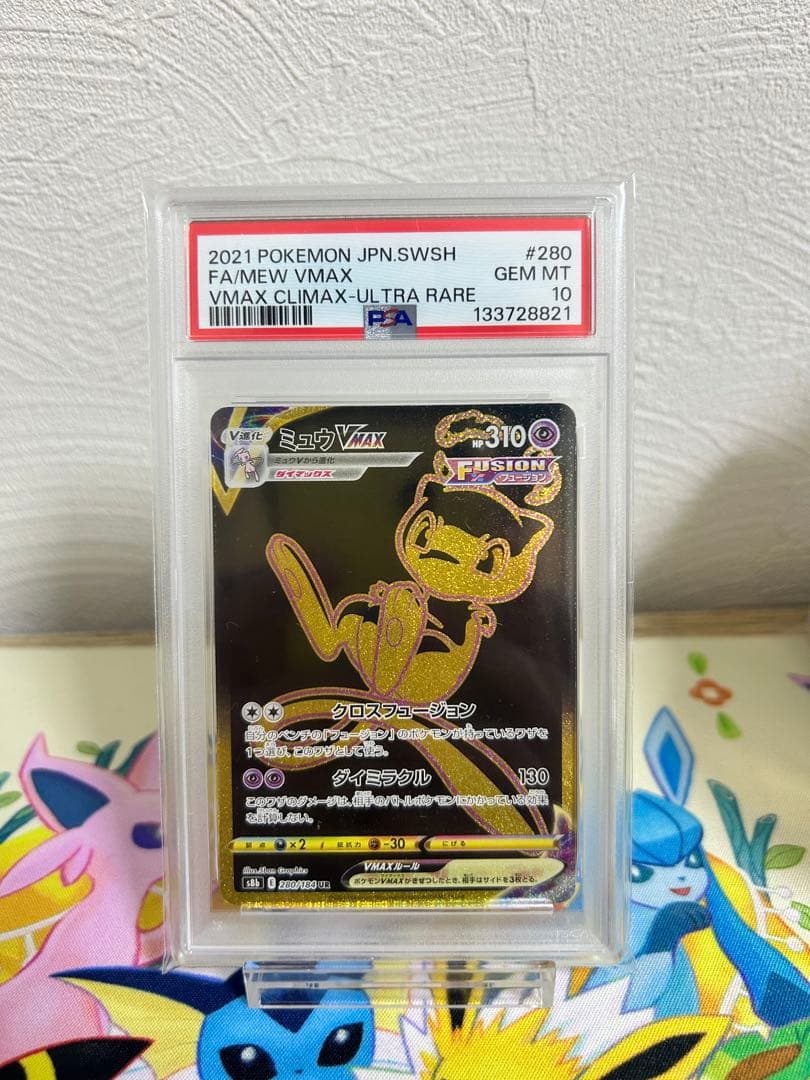 2021 POKEMON JPN.SWSH #280
FA/MEW VMAX GEM MT
VMAX CLIMAX-ULTRA RARE 10
PSA 133728821
V進化 ミュウVMAX HP310
ミュウVから進化
ダイマックス
FUSION
フュージョン
クロスフュージョン
自分のベンチの「フュージョン」のポケモンが持っているワザを
1つ選び、このワザとして使う。
ダイミラクル 130
このワザのダメージは、相手のバトルポケモンにかかっている効果
を計算しない。
弱点 ×2 抵抗力 -30 にげる
illus.5ban Graphics VMAXルール
s8b E 280/184 UR ポケモンVMAXがきぜつしたとき、相手はサイドを3枚とる。